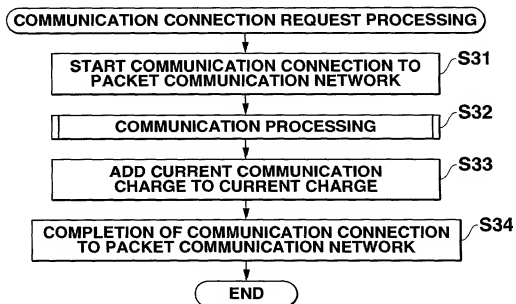 COMMUNICATION CONNECTION REQUEST PROCESSING
START COMMUNICATION CONNECTION TO
PACKET COMMUNICATION NETWORK
S31
COMMUNICATION PROCESSING
S32
ADD CURRENT COMMUNICATION
CHARGE TO CURRENT CHARGE
S33
COMPLETION OF COMMUNICATION CONNECTION
TO PACKET COMMUNICATION NETWORK
S34
END